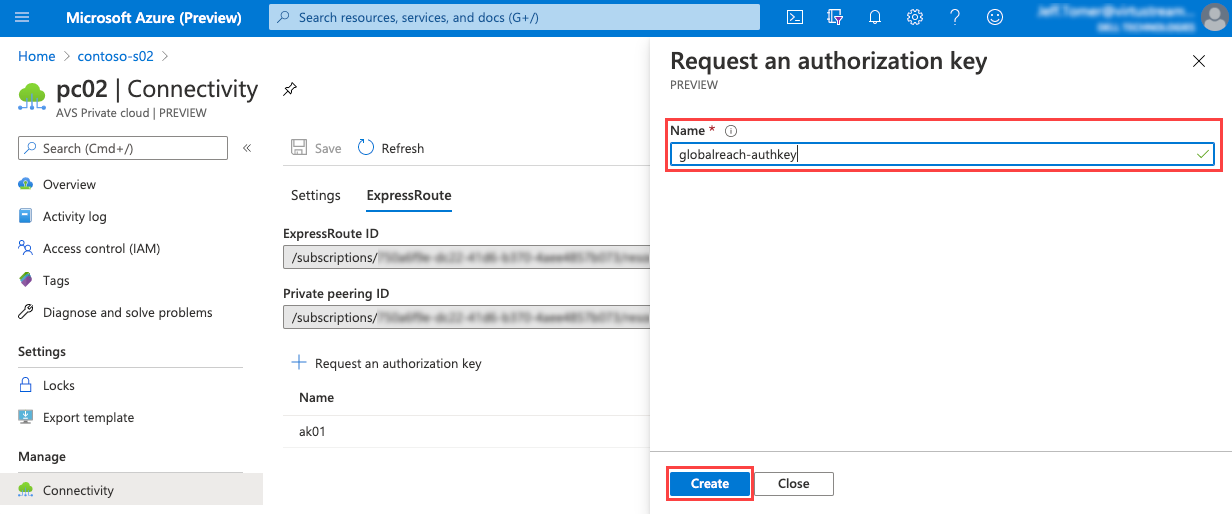 Microsoft Azure (Preview)
Search resources, services, and docs (G+/)
Home > contoso-s02 >
pc02 | Connectivity
AVS Private cloud | PREVIEW
Search (Cmd+/)
«
Overview
Activity log
Access control (IAM)
Tags
Diagnose and solve problems
Settings
Locks
Export template
Manage
Connectivity
Save
Refresh
Settings
ExpressRoute
ExpressRoute ID
/subscriptions/
Private peering ID
/subscriptions/
Request an authorization key
Name
ak01
Request an authorization key
PREVIEW
Name *
globalreach-authkey
Create
Close